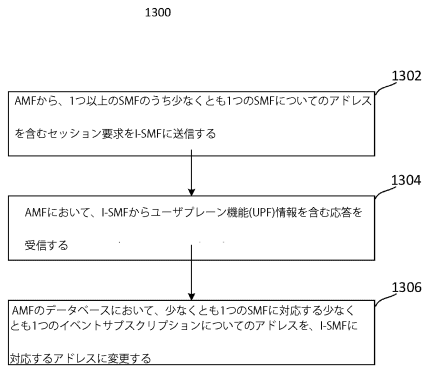 1300
1302
AMFから、1つ以上のSMFのうち少なくとも1つのSMFについてのアドレス
を含むセッション要求をI-SMFに送信する
1304
AMFにおいて、I-SMFからユーザプレーン機能(UPF)情報を含む応答を
受信する
1306
AMFのデータベースにおいて、少なくとも1つのSMFに対応する少なく
とも1つのイベントサブスクリプションについてのアドレスを、I-SMFに
対応するアドレスに変更する